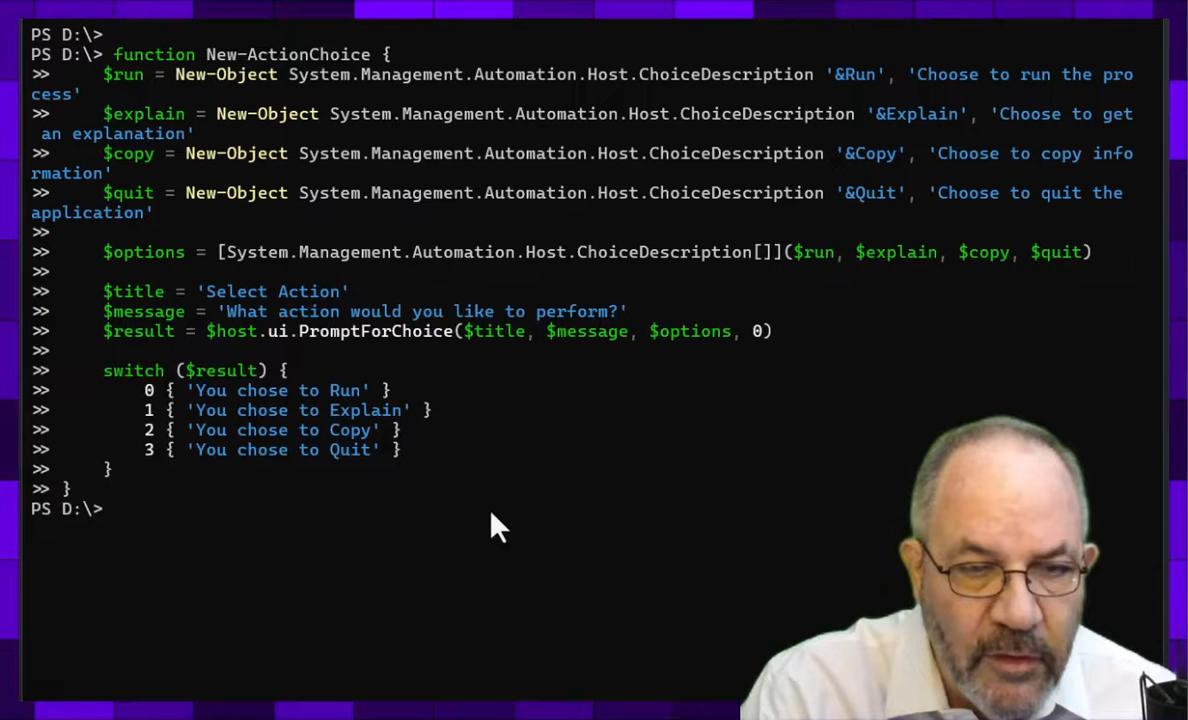 PS D:\>
PS D:\> function New-ActionChoice {
>>     $run = New-Object System.Management.Automation.Host.ChoiceDescription '&Run', 'Choose to run the pro
cess'
>>     $explain = New-Object System.Management.Automation.Host.ChoiceDescription '&Explain', 'Choose to get
 an explanation'
>>     $copy = New-Object System.Management.Automation.Host.ChoiceDescription '&Copy', 'Choose to copy info
rmation'
>>     $quit = New-Object System.Management.Automation.Host.ChoiceDescription '&Quit', 'Choose to quit the
application'
>>
>>     $options = [System.Management.Automation.Host.ChoiceDescription[]]($run, $explain, $copy, $quit)
>>
>>     $title = 'Select Action'
>>     $message = 'What action would you like to perform?'
>>     $result = $host.ui.PromptForChoice($title, $message, $options, 0)
>>
>>     switch ($result) {
>>         0 { 'You chose to Run' }
>>         1 { 'You chose to Explain' }
>>         2 { 'You chose to Copy' }
>>         3 { 'You chose to Quit' }
>>     }
>> }
PS D:\>